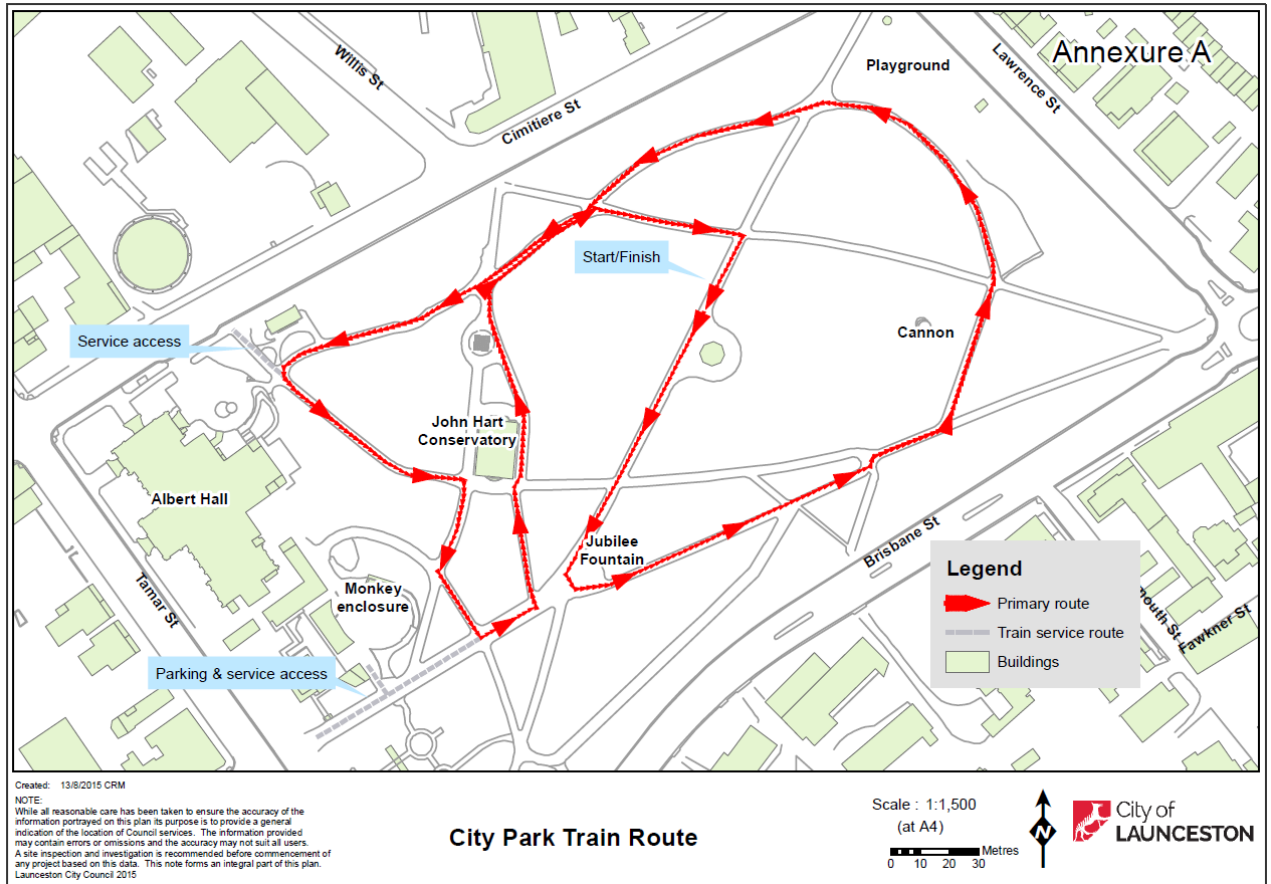 Annexure A
Playground
Lawrence St
Willis St
Cimitiere St
Start/Finish
Service access
Cannon
John Hart
Conservatory
Albert Hall
Jubilee
Fountain
Brisbane St
Monkey
enclosure
Tamar St
Parking & service access
Legend
Primary route
Train service route
Buildings
mouth St
Fawkner St
Created: 13/8/2015 CRM
NOTE:
While all reasonable care has been taken to ensure the accuracy of the
information portrayed on this plan its purpose is to provide a general
indication of the location of Council services. The information provided
may contain errors or omissions and the accuracy may not suit all users.
A site inspection and investigation is recommended before commencement of
any project based on this data. This note forms an integral part of this plan.
Launceston City Council 2015
City Park Train Route
Scale : 1:1,500
(at A4)
Metres
0 10 20 30
N
City of
LAUNCESTON